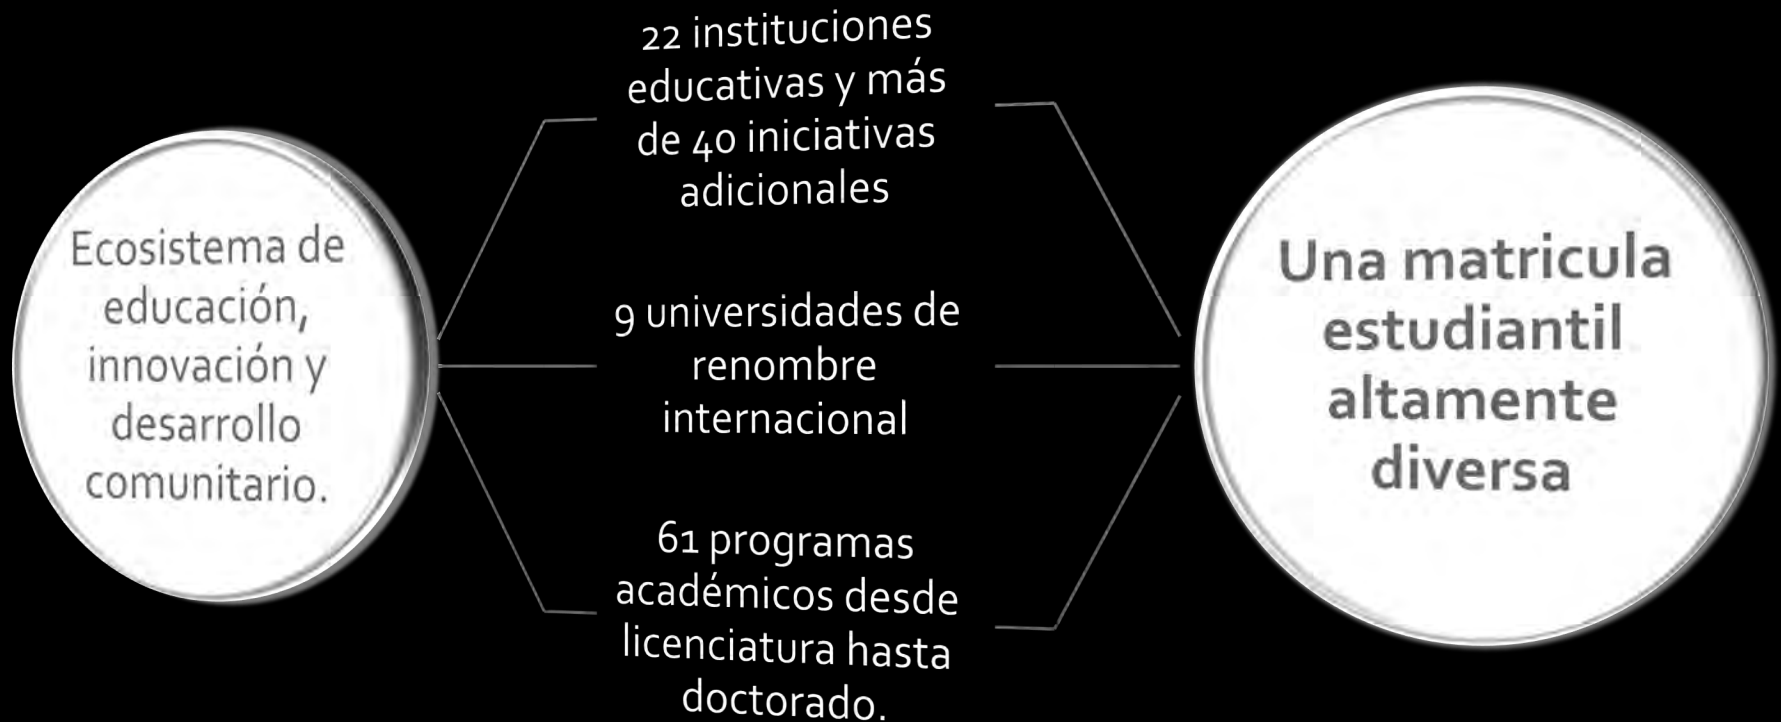 Ecosistema de
educación,
innovación y
desarrollo
comunitario.
22 instituciones
educativas y más
de 40 iniciativas
adicionales
9 universidades de
renombre
internacional
61 programas
académicos desde
licenciatura hasta
doctorado.
Una matricula
estudiantil
altamente
diversa